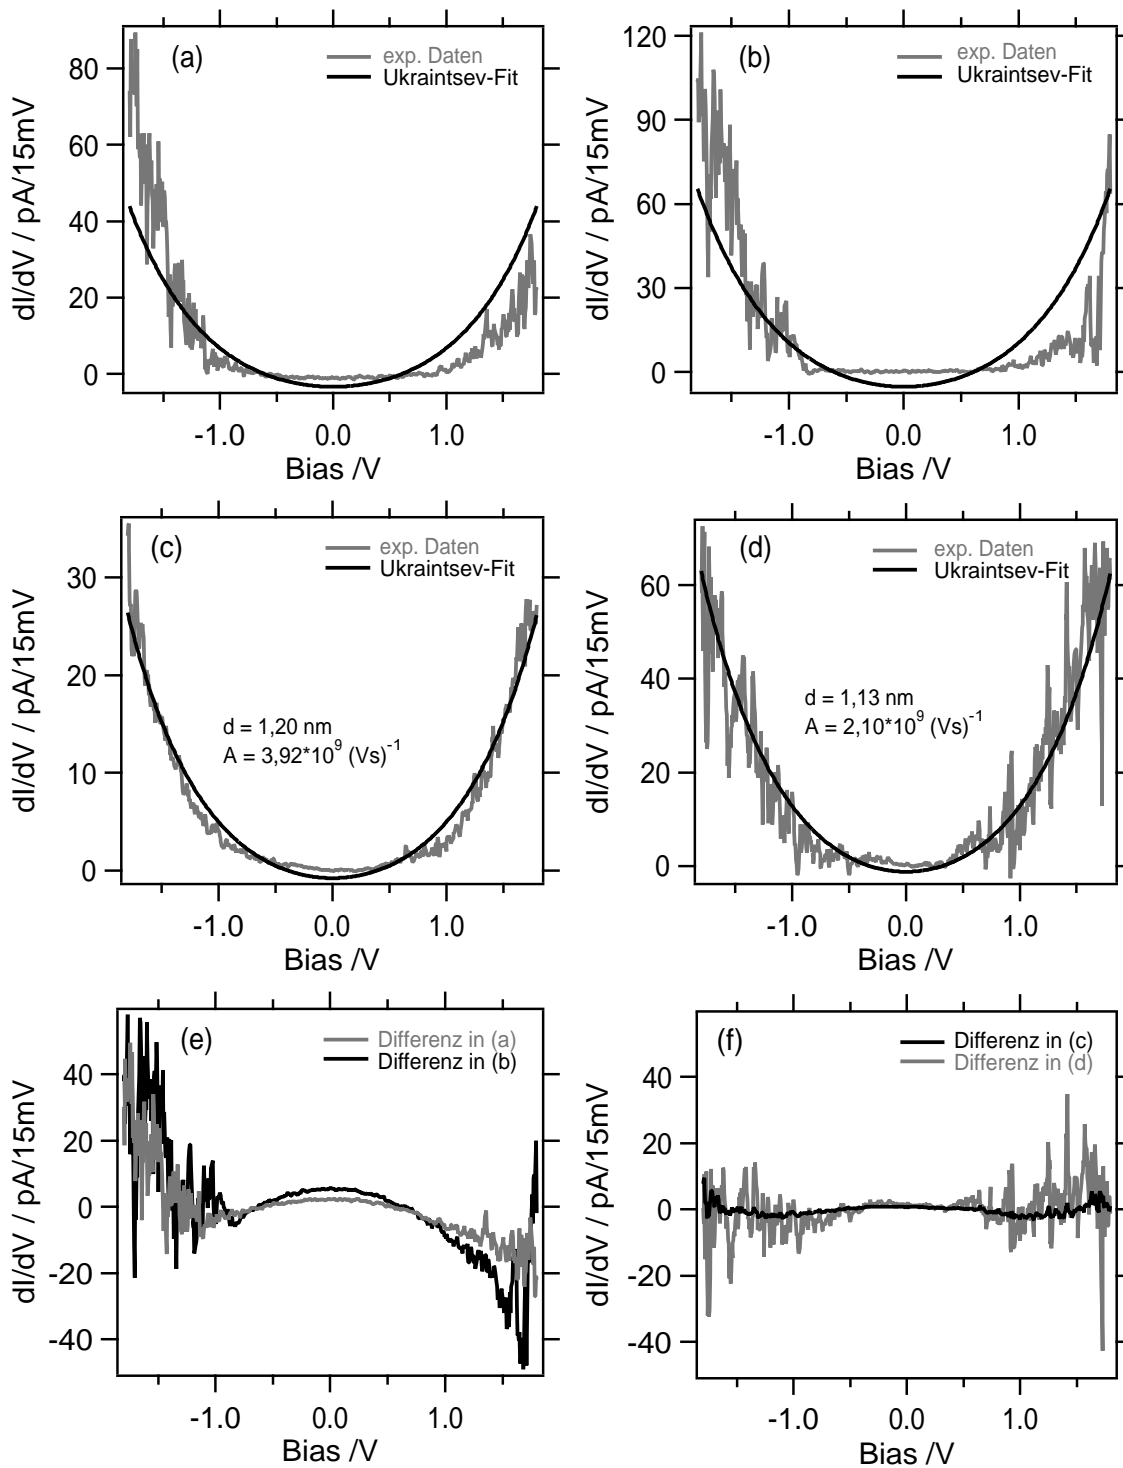 (a)
exp. Daten
Ukraintsev-Fit
dI/dV / pA/15mV
80
60
40
20
0
-1.0 0.0 1.0
Bias /V
(b)
exp. Daten
Ukraintsev-Fit
dI/dV / pA/15mV
120
90
60
30
0
-1.0 0.0 1.0
Bias /V
(c)
exp. Daten
Ukraintsev-Fit
dI/dV / pA/15mV
30
20
10
0
d = 1,20 nm
A = 3,92*10^9 (Vs)^-1
-1.0 0.0 1.0
Bias /V
(d)
exp. Daten
Ukraintsev-Fit
dI/dV / pA/15mV
60
40
20
0
d = 1,13 nm
A = 2,10*10^9 (Vs)^-1
-1.0 0.0 1.0
Bias /V
(e)
Differenz in (a)
Differenz in (b)
dI/dV / pA/15mV
40
20
0
-20
-40
-1.0 0.0 1.0
Bias /V
(f)
Differenz in (c)
Differenz in (d)
dI/dV / pA/15mV
40
20
0
-20
-40
-1.0 0.0 1.0
Bias /V